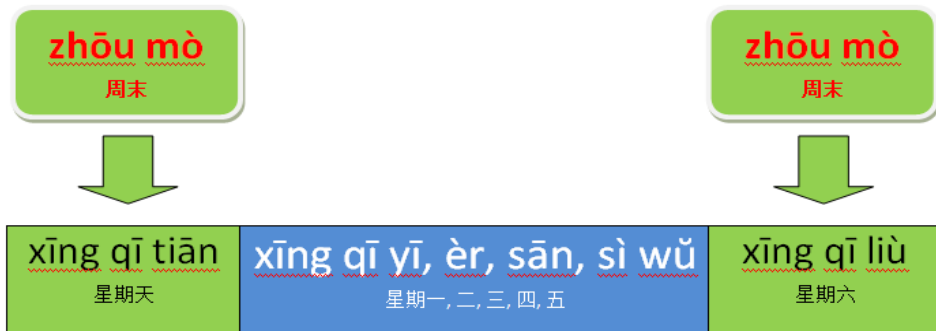 zhōu mò
周末
zhōu mò
周末
xīng qī tiān
星期天
xīng qī yī, èr, sān, sì wŭ
星期一, 二, 三, 四, 五
xīng qī liù
星期六